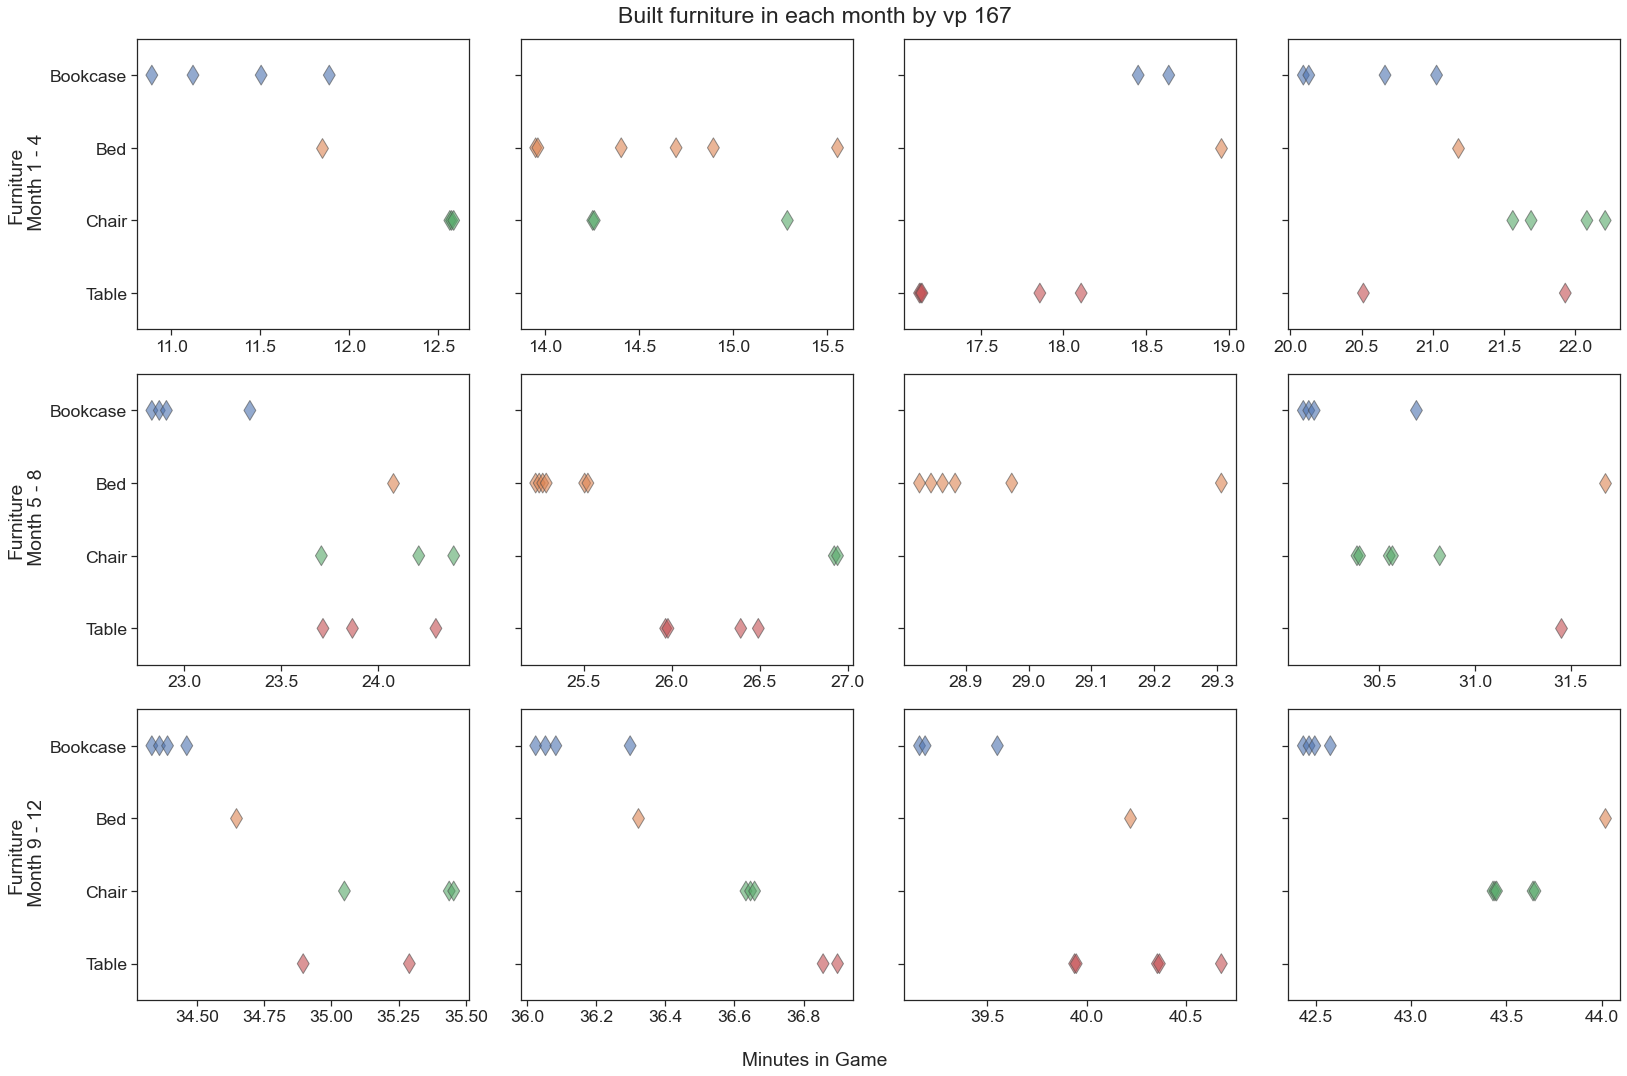 Built furniture in each month by vp 167
Furniture
Month 1 - 4
Bookcase
Bed
Chair
Table
11.0 11.5 12.0 12.5
14.0 14.5 15.0 15.5
17.5 18.0 18.5 19.0
20.0 20.5 21.0 21.5 22.0
Furniture
Month 5 - 8
Bookcase
Bed
Chair
Table
23.0 23.5 24.0
25.5 26.0 26.5 27.0
28.9 29.0 29.1 29.2 29.3
30.5 31.0 31.5
Furniture
Month 9 - 12
Bookcase
Bed
Chair
Table
34.50 34.75 35.00 35.25 35.50
36.0 36.2 36.4 36.6 36.8
39.5 40.0 40.5
42.5 43.0 43.5 44.0
Minutes in Game